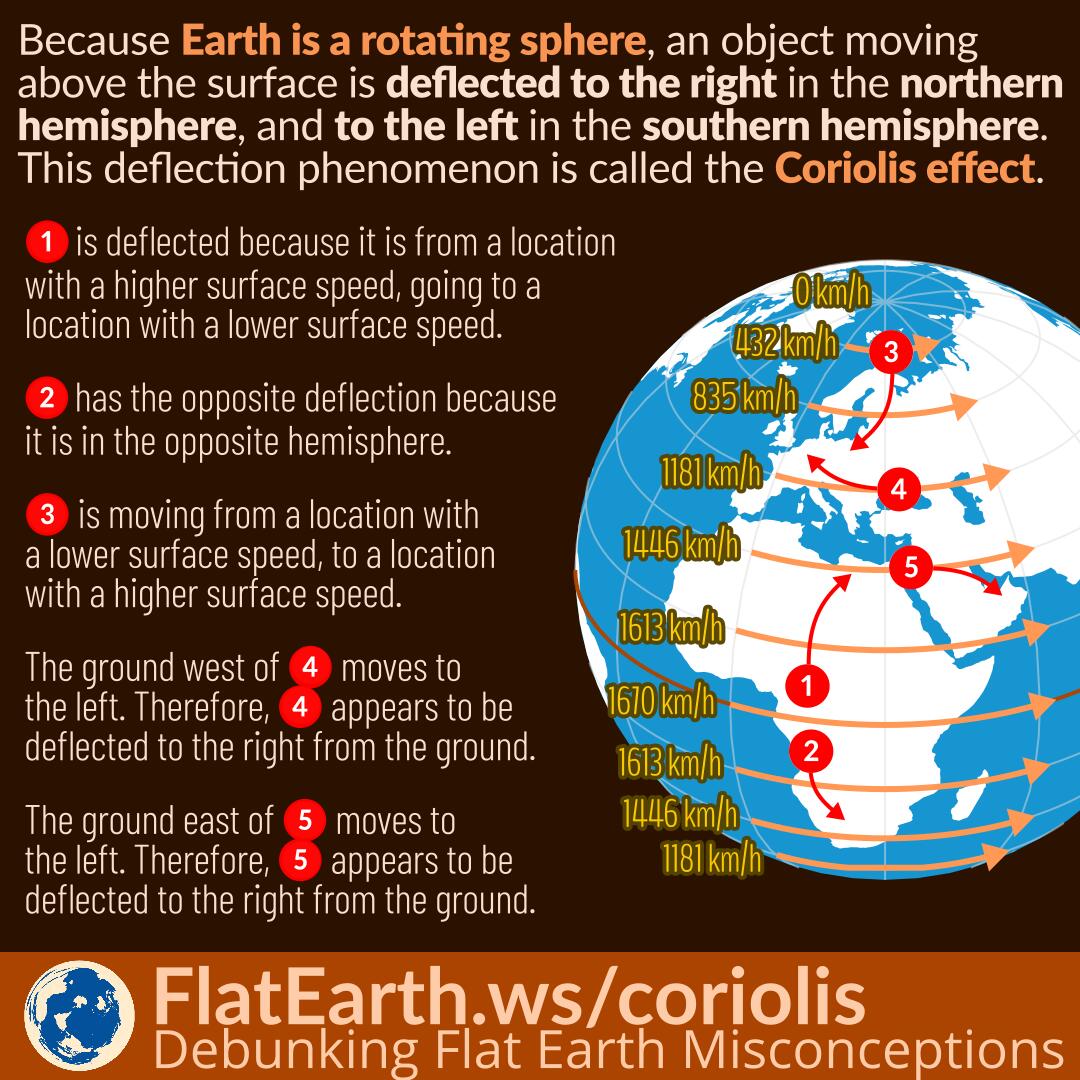 Because Earth is a rotating sphere, an object moving
above the surface is deflected to the right in the northern
hemisphere, and to the left in the southern hemisphere.
This deflection phenomenon is called the Coriolis effect.
1 is deflected because it is from a location
with a higher surface speed, going to a
location with a lower surface speed.
2 has the opposite deflection because
it is in the opposite hemisphere.
3 is moving from a location with
a lower surface speed, to a location
with a higher surface speed.
The ground west of 4 moves to
the left. Therefore, 4 appears to be
deflected to the right from the ground.
The ground east of 5 moves to
the left. Therefore, 5 appears to be
deflected to the right from the ground.
0 km/h
432 km/h
3
835 km/h
1181 km/h
4
1446 km/h
5
1613 km/h
1
1670 km/h
2
1613 km/h
1446 km/h
1181 km/h
FlatEarth.ws/coriolis
Debunking Flat Earth Misconceptions